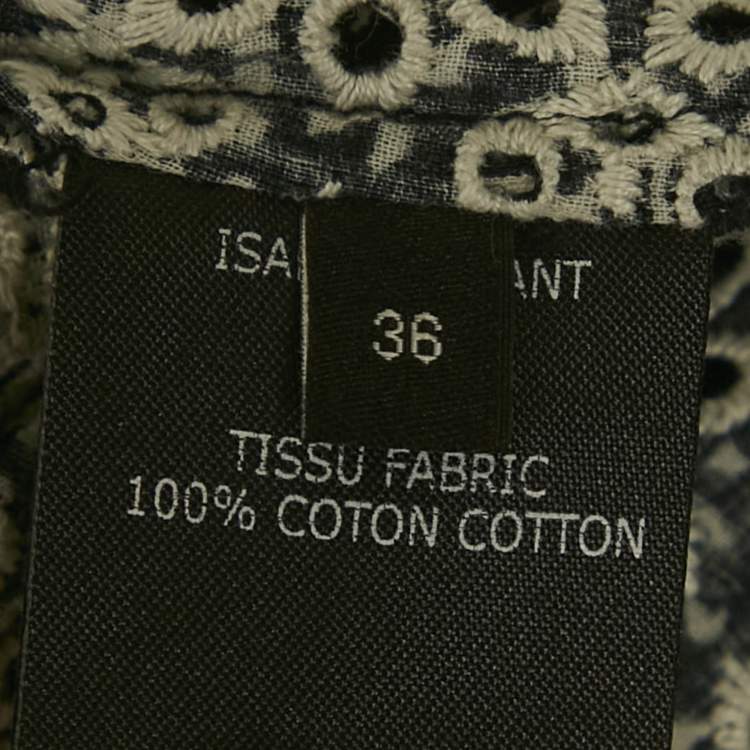 ISA ANT
36
TISSU FABRIC
100% COTON COTTON